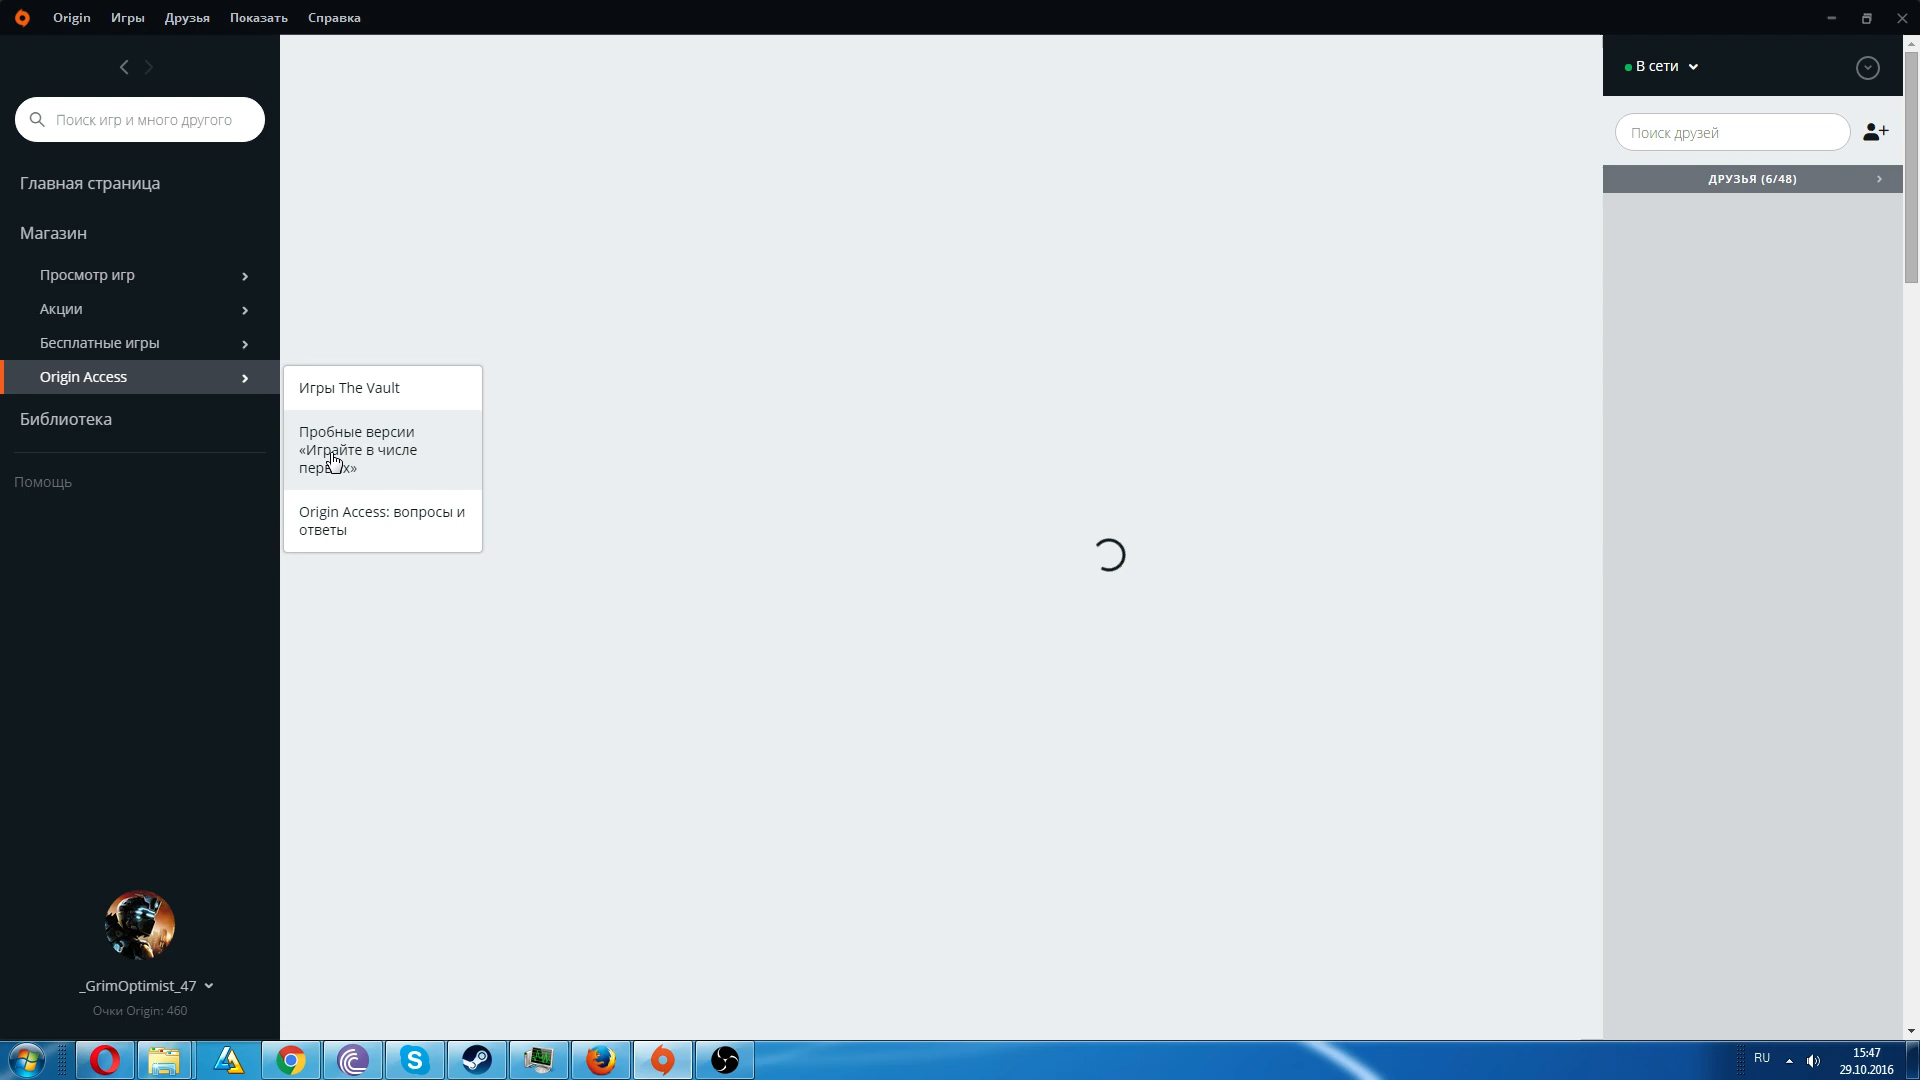 Origin Игры Друзья Показать Справка
Поиск игр и много другого
Главная страница
Магазин
Просмотр игр
Акции
Бесплатные игры
Origin Access
Библиотека
Помощь
Игры The Vault
Пробные версии
«Играйте в числе
первых»
Origin Access: вопросы и
ответы
В сети
Поиск друзей
ДРУЗЬЯ (6/48)
_GrimOptimist_47
Очки Origin: 460
RU
15:47
29.10.2016